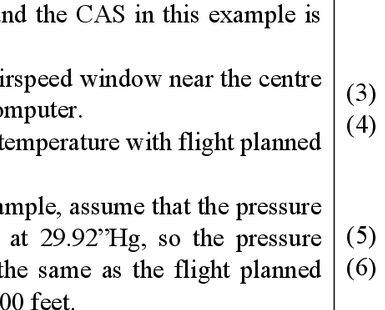 and the CAS in this example is
irspeed window near the centre
omputer.
temperature with flight planned
ample, assume that the pressure
at 29.92”Hg, so the pressure
the same as the flight planned
00 feet.
(3)
(4)
(5)
(6)